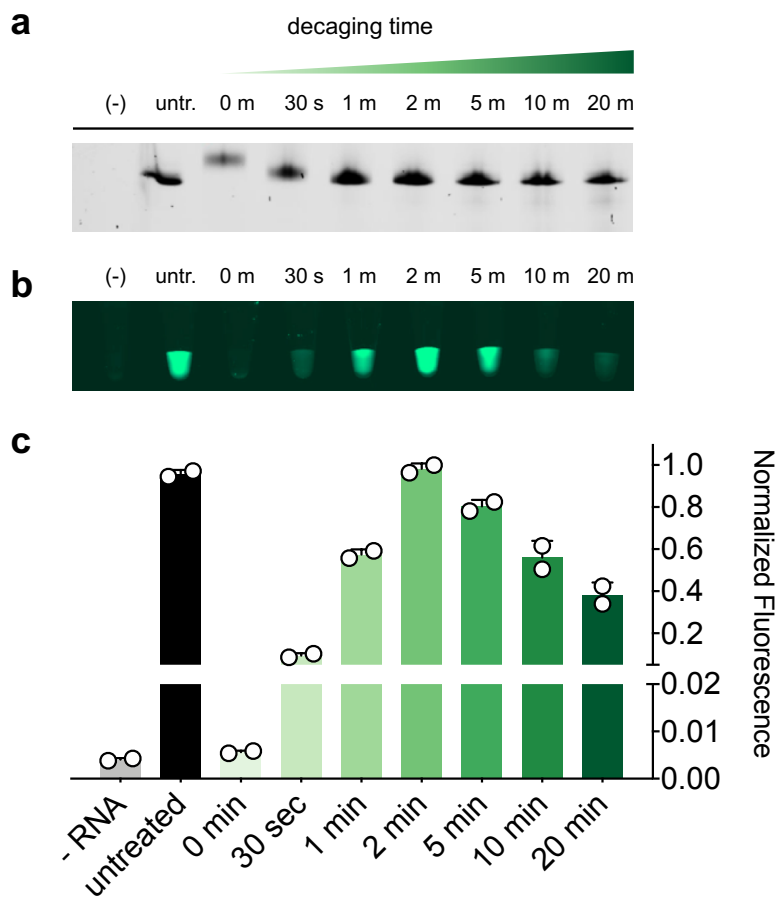 a
decaging time
(-) untr. 0 m 30 s 1 m 2 m 5 m 10 m 20 m
b
(-) untr. 0 m 30 s 1 m 2 m 5 m 10 m 20 m
c
1.0
0.8
0.6
0.4
0.2
0.02
0.01
0.00
Normalized Fluorescence
- RNA
untreated
0 min
30 sec
1 min
2 min
5 min
10 min
20 min